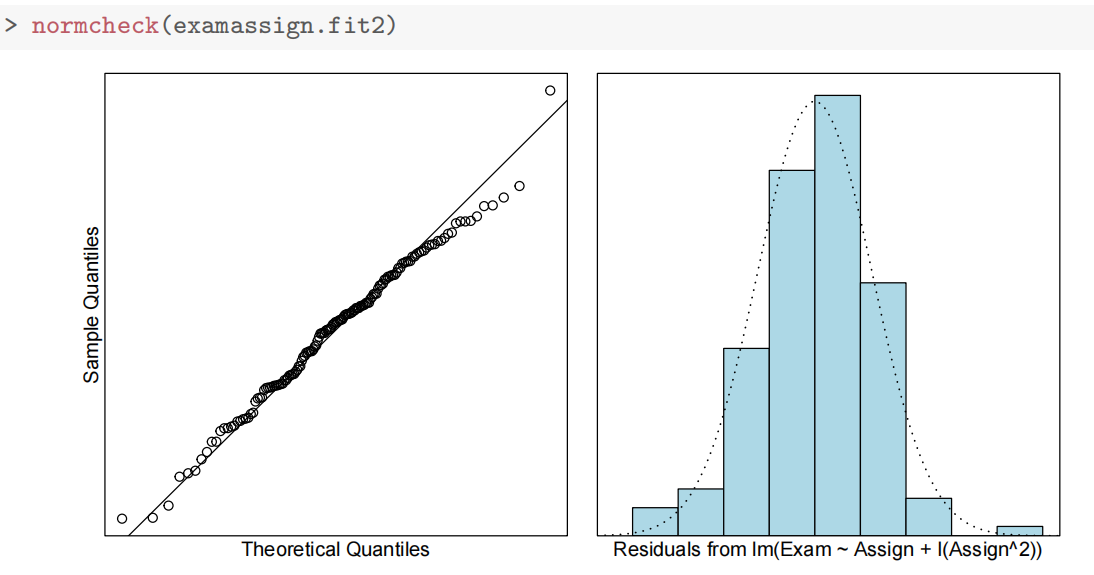 > normcheck(examassign.fit2)
Sample Quantiles
Theoretical Quantiles
Residuals from lm(Exam ~ Assign + I(Assign^2))